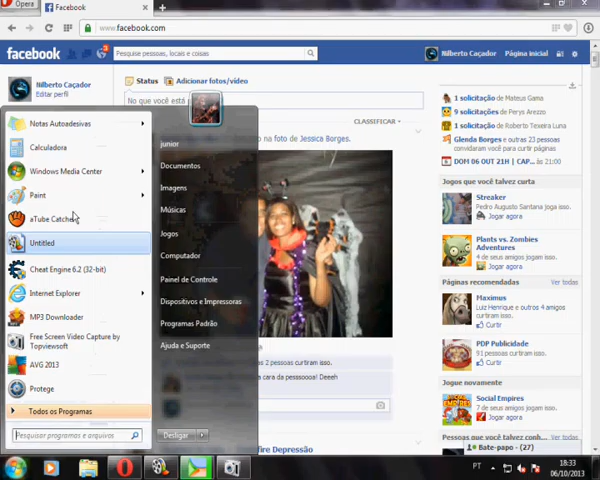 Opera
Facebook
www.facebook.com
facebook
3
Pesquise pessoas, locais e coisas
Nilberto Caçador
Página inicial
Nilberto Caçador
Editar perfil
Status
Adicionar fotos/vídeo
No que você está
CLASSIFICAR
na foto de Jessica Borges.
2 pessoas curtiram isso.
cara da pesssoooa! Deeeh
fire Depressão
Notas Autoadesivas
Calculadora
Windows Media Center
Paint
aTube Catcher
Untitled
Cheat Engine 6.2 (32-bit)
Internet Explorer
MP3 Downloader
Free Screen Video Capture by
Topviewsoft
AVG 2013
Protege
Todos os Programas
Pesquisar programas e arquivos
junior
Documentos
Imagens
Músicas
Jogos
Computador
Painel de Controle
Dispositivos e Impressoras
Programas Padrão
Ajuda e Suporte
Desligar
1 solicitação de Mateus Gama
9 solicitações de Perys Arezzo.
1 solicitação de Roberto Texeira Luna
Glenda Borges e outras 23 pessoas
convidaram você para curtir páginas
DOM 06 OUT 21H | CAP...
às 21:00
Jogos que você talvez curta
Streaker
Pedro Augusto Santana joga isso.
Jogar agora
Plants vs. Zombies
Adventures
4 de seus amigos jogam isso.
Jogar agora
Páginas recomendadas
Ver todas
Maximus
Luiz Henrique e outros 4 amigos
curtiram isso.
Curtir
PDP Publicidade
91 pessoas curtiram isso.
Curtir
Jogue novamente
Social Empires
7 de seus amigos jogam isso.
Jogar agora
Ver todas
Bate-papo - (27)
PT
18:33
06/10/2013